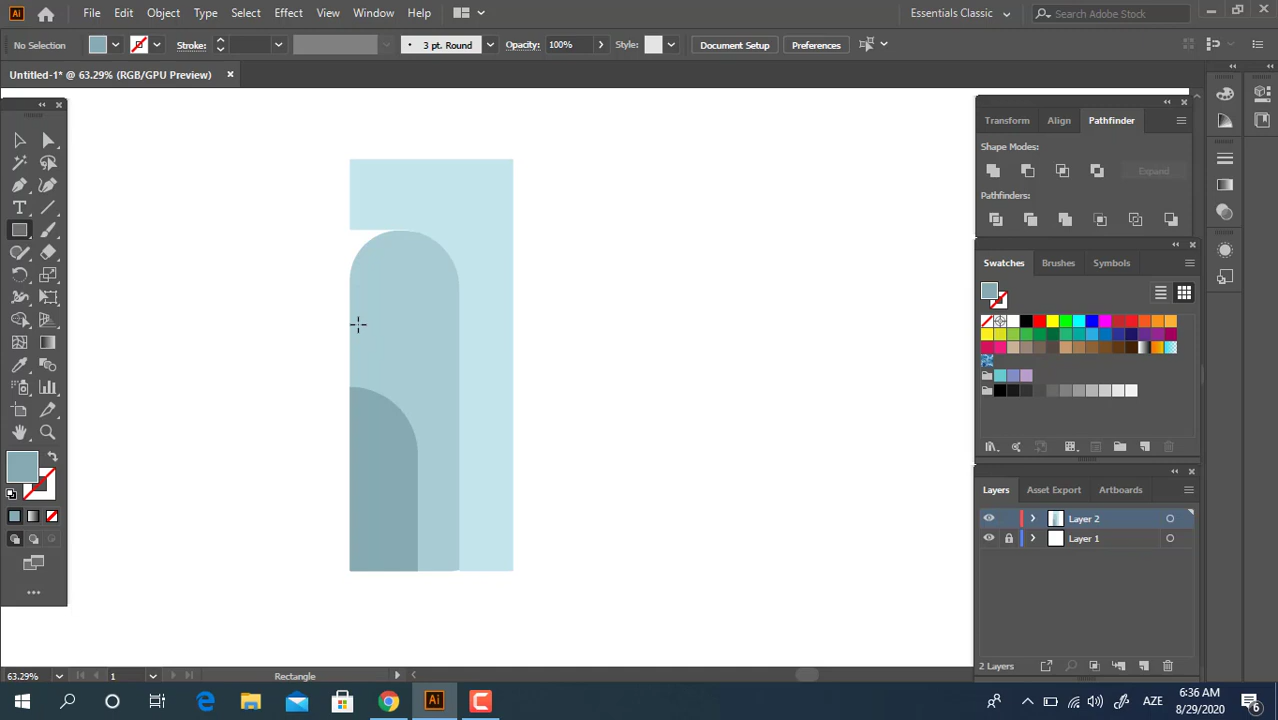 Ai File Edit Object Type Select Effect View Window Help Essentials Classic Search Adobe Stock
No Selection Stroke: 3 pt. Round Opacity: 100% Style: Document Setup Preferences
Untitled-1* @ 63.29% (RGB/GPU Preview)
Transform Align Pathfinder
Shape Modes:
Expand
Pathfinders:
Swatches Brushes Symbols
Layers Asset Export Artboards
Layer 2
Layer 1
2 Layers
63.29% 1 Rectangle
Ai AZE 6:36 AM
8/29/2020 6